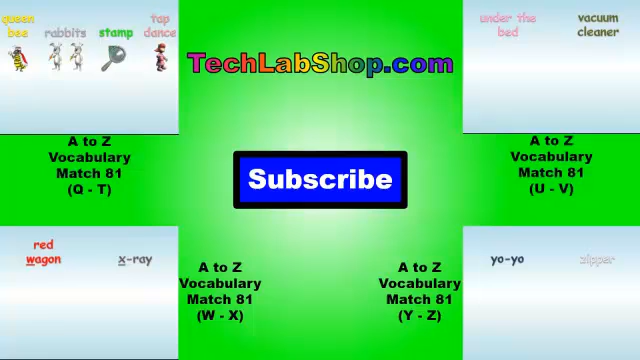 queen bee
rabbits
stamp
tap dance
under the bed
vacuum cleaner
TechLabShop.com
A to Z
Vocabulary
Match 81
(Q - T)
A to Z
Vocabulary
Match 81
(U - V)
Subscribe
red wagon
x-ray
A to Z
Vocabulary
Match 81
(W - X)
A to Z
Vocabulary
Match 81
(Y - Z)
yo-yo
zipper